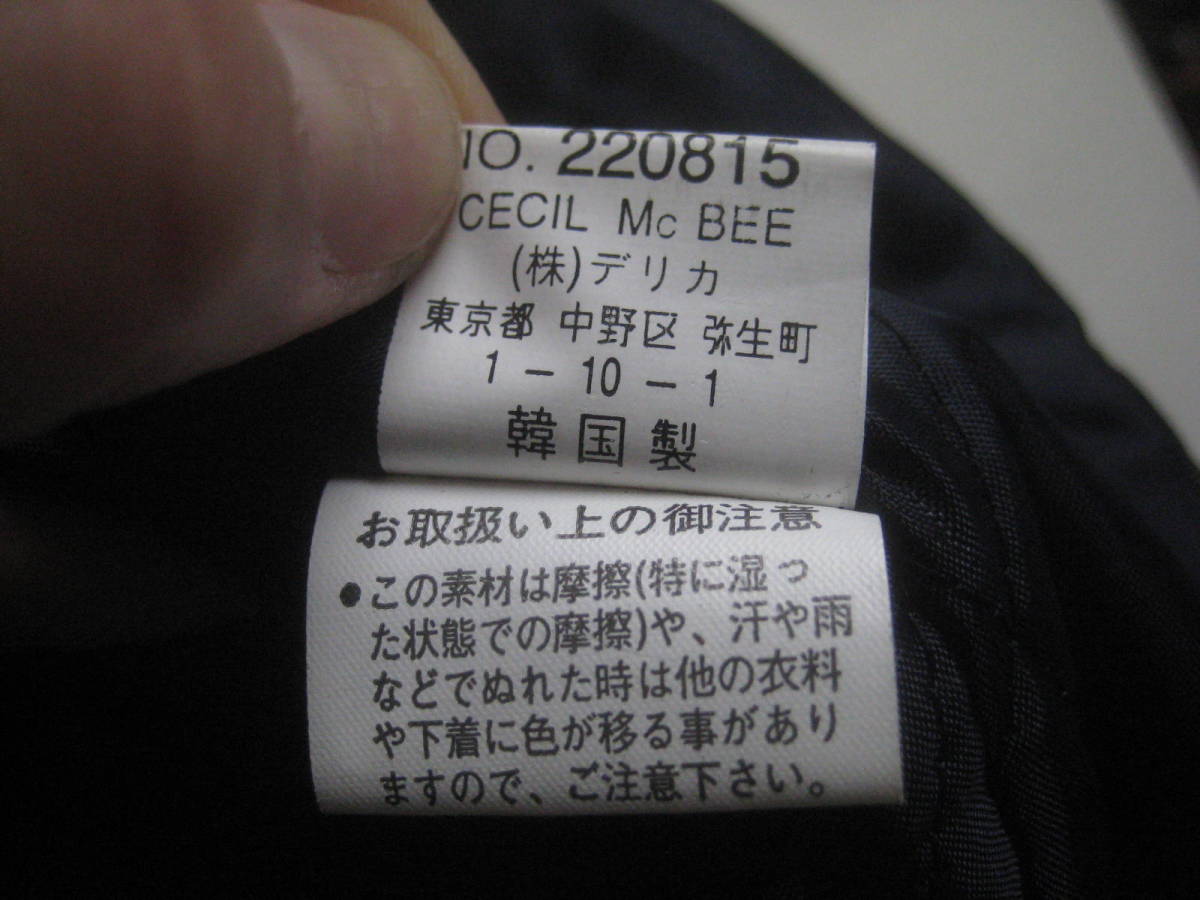 NO. 220815
CECIL Mc BEE
(株)デリカ
東京都 中野区 弥生町
1-10-1
韓国製
お取扱い上の御注意
●この素材は摩擦(特に湿っ
た状態での摩擦)や、汗や雨
などでぬれた時は他の衣料
や下着に色が移る事があり
ますので、ご注意下さい。